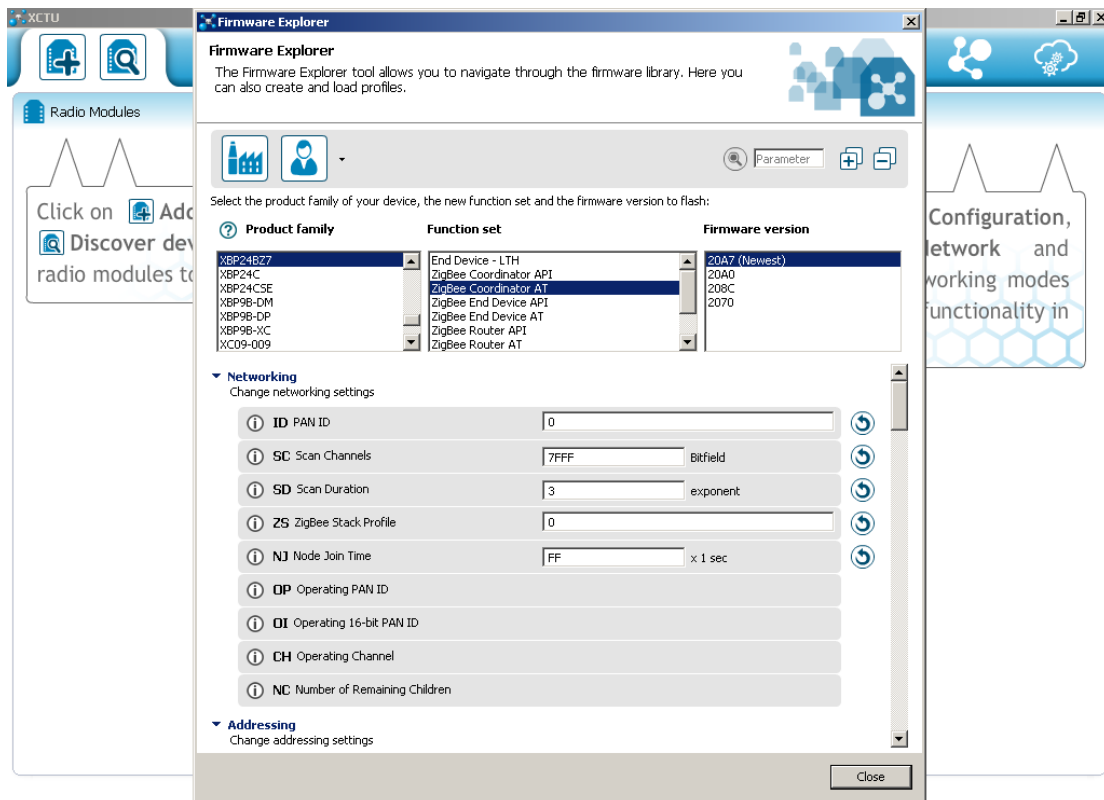 XCTU
Firmware Explorer
Firmware Explorer
The Firmware Explorer tool allows you to navigate through the firmware library. Here you
can also create and load profiles.
Radio Modules
Parameter
Select the product family of your device, the new function set and the firmware version to flash:
Product family
Function set
Firmware version
XBP24BZ7
XBP24C
XBP24CSE
XBP9B-DM
XBP9B-DP
XBP9B-XC
XC09-009
End Device - LTH
ZigBee Coordinator API
ZigBee Coordinator AT
ZigBee End Device API
ZigBee End Device AT
ZigBee Router API
ZigBee Router AT
20A7 (Newest)
20A0
208C
2070
Click on Add
Discover dev
radio modules to
Configuration,
Network and
working modes
functionality in
Networking
Change networking settings
ID PAN ID 0
SC Scan Channels 7FFF Bitfield
SD Scan Duration 3 exponent
ZS ZigBee Stack Profile 0
NJ Node Join Time FF x 1 sec
OP Operating PAN ID
OI Operating 16-bit PAN ID
CH Operating Channel
NC Number of Remaining Children
Addressing
Change addressing settings
Close